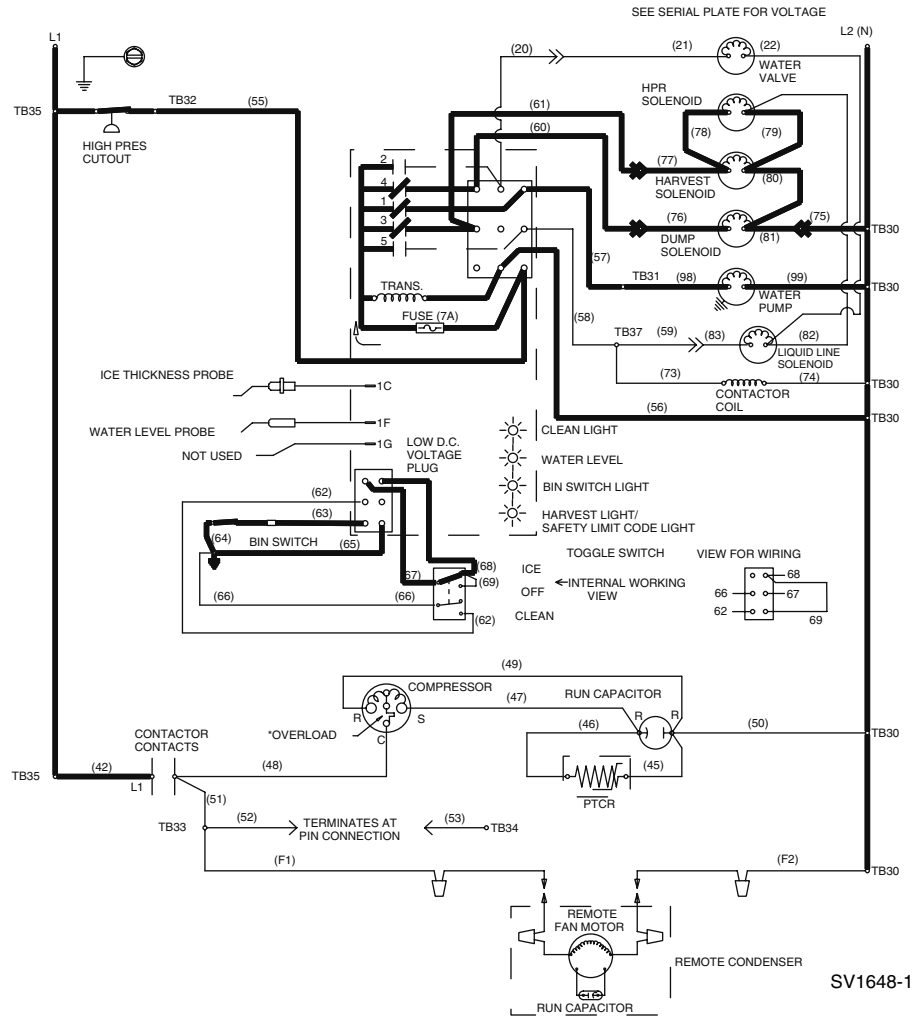 SEE SERIAL PLATE FOR VOLTAGE
L1
L2 (N)
(20)
(21)
(22)
WATER
VALVE
TB35
TB32
(55)
HIGH PRES
CUTOUT
HPR
SOLENOID
(61)
(60)
(78)
(79)
2
4
1
3
5
(77)
HARVEST
SOLENOID
(80)
(76)
DUMP
SOLENOID
(81)
(75)
TB30
(57)
TB31
(98)
(99)
WATER
PUMP
TB30
TRANS.
FUSE (7A)
(58)
TB37
(59)
(83)
(82)
LIQUID LINE
SOLENOID
(73)
(74)
CONTACTOR
COIL
TB30
(56)
TB30
ICE THICKNESS PROBE
1C
WATER LEVEL PROBE
1F
NOT USED
1G
LOW D.C.
VOLTAGE
PLUG
CLEAN LIGHT
WATER LEVEL
BIN SWITCH LIGHT
HARVEST LIGHT/
SAFETY LIMIT CODE LIGHT
(62)
(63)
(64)
BIN SWITCH
(65)
(66)
(66)
(67)
(68)
(69)
(62)
TOGGLE SWITCH
ICE
OFF
CLEAN
INTERNAL WORKING
VIEW
VIEW FOR WIRING
68
66
67
62
69
(49)
COMPRESSOR
(47)
RUN CAPACITOR
R
S
C
*OVERLOAD
R
R
(46)
(45)
PTCR
(50)
TB30
CONTACTOR
CONTACTS
TB35
(42)
L1
(48)
(51)
TB33
(52)
TERMINATES AT
PIN CONNECTION
(53)
TB34
(F1)
(F2)
TB30
REMOTE
FAN MOTOR
REMOTE CONDENSER
RUN CAPACITOR
SV1648-1